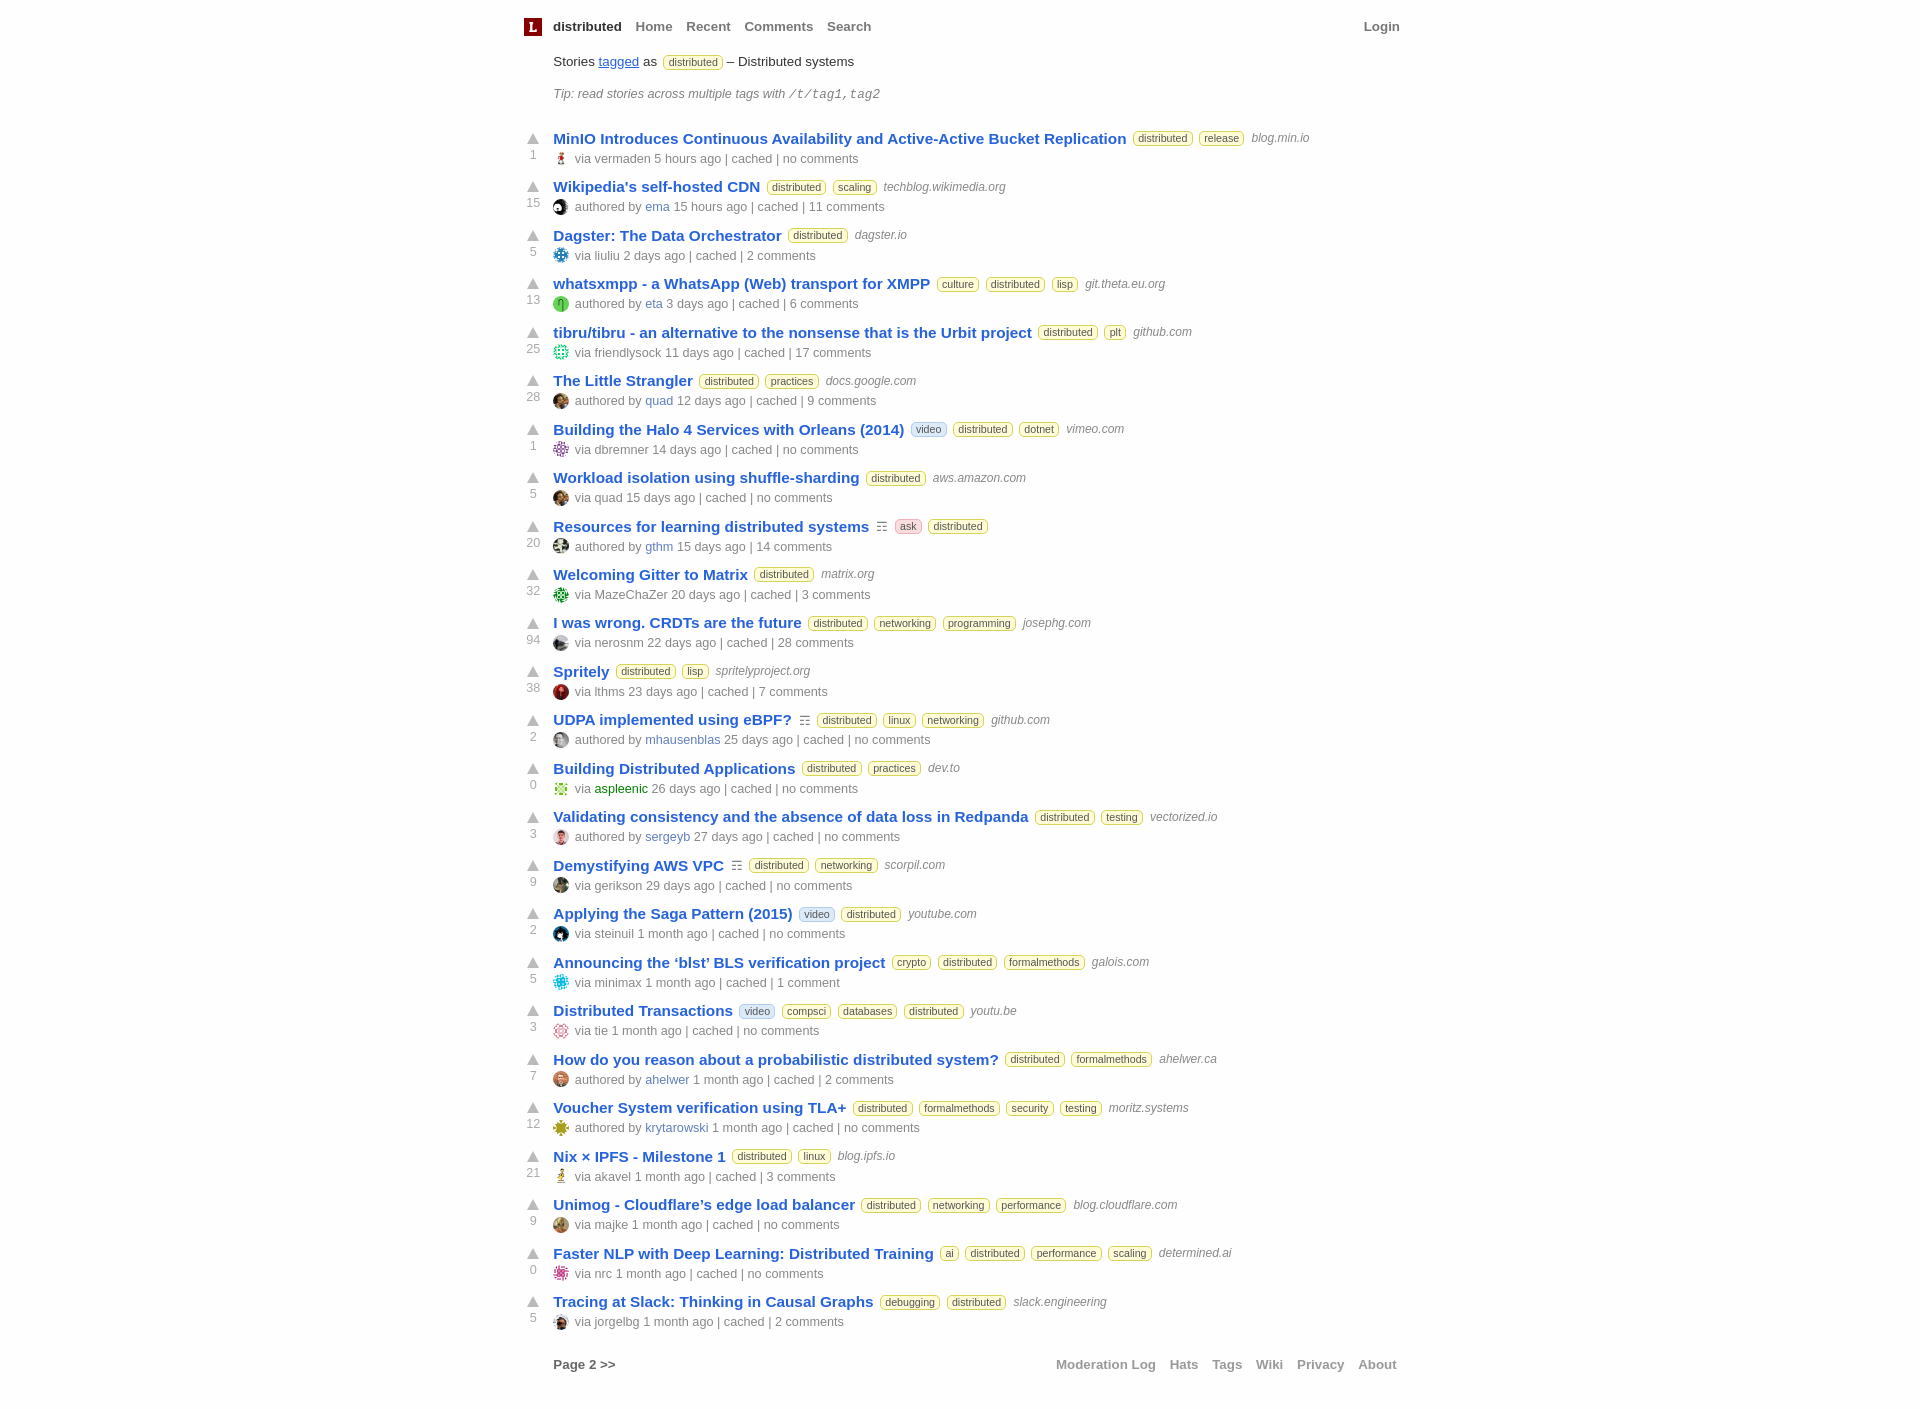 L distributed Home Recent Comments Search Login
Stories tagged as distributed – Distributed systems
Tip: read stories across multiple tags with /t/tag1,tag2
MinIO Introduces Continuous Availability and Active-Active Bucket Replication distributed release blog.min.io
1 via vermaden 5 hours ago | cached | no comments
Wikipedia's self-hosted CDN distributed scaling techblog.wikimedia.org
15 authored by ema 15 hours ago | cached | 11 comments
Dagster: The Data Orchestrator distributed dagster.io
5 via liuliu 2 days ago | cached | 2 comments
whatsxmpp - a WhatsApp (Web) transport for XMPP culture distributed lisp git.theta.eu.org
13 authored by eta 3 days ago | cached | 6 comments
tibru/tibru - an alternative to the nonsense that is the Urbit project distributed plt github.com
25 via friendlysock 11 days ago | cached | 17 comments
The Little Strangler distributed practices docs.google.com
28 authored by quad 12 days ago | cached | 9 comments
Building the Halo 4 Services with Orleans (2014) video distributed dotnet vimeo.com
1 via dbremner 14 days ago | cached | no comments
Workload isolation using shuffle-sharding distributed aws.amazon.com
5 via quad 15 days ago | cached | no comments
Resources for learning distributed systems ☶ ask distributed
20 authored by gthm 15 days ago | 14 comments
Welcoming Gitter to Matrix distributed matrix.org
32 via MazeChaZer 20 days ago | cached | 3 comments
I was wrong. CRDTs are the future distributed networking programming josephg.com
94 via nerosnm 22 days ago | cached | 28 comments
Spritely distributed lisp spritelyproject.org
38 via lthms 23 days ago | cached | 7 comments
UDPA implemented using eBPF? ☶ distributed linux networking github.com
2 authored by mhausenblas 25 days ago | cached | no comments
Building Distributed Applications distributed practices dev.to
0 via aspleenic 26 days ago | cached | no comments
Validating consistency and the absence of data loss in Redpanda distributed testing vectorized.io
3 authored by sergeyb 27 days ago | cached | no comments
Demystifying AWS VPC ☶ distributed networking scorpil.com
9 via gerikson 29 days ago | cached | no comments
Applying the Saga Pattern (2015) video distributed youtube.com
2 via steinuil 1 month ago | cached | no comments
Announcing the ‘blst’ BLS verification project crypto distributed formalmethods galois.com
5 via minimax 1 month ago | cached | 1 comment
Distributed Transactions video compsci databases distributed youtu.be
3 via tie 1 month ago | cached | no comments
How do you reason about a probabilistic distributed system? distributed formalmethods ahelwer.ca
7 authored by ahelwer 1 month ago | cached | 2 comments
Voucher System verification using TLA+ distributed formalmethods security testing moritz.systems
12 authored by krytarowski 1 month ago | cached | no comments
Nix × IPFS - Milestone 1 distributed linux blog.ipfs.io
21 via akavel 1 month ago | cached | 3 comments
Unimog - Cloudflare’s edge load balancer distributed networking performance blog.cloudflare.com
9 via majke 1 month ago | cached | no comments
Faster NLP with Deep Learning: Distributed Training ai distributed performance scaling determined.ai
0 via nrc 1 month ago | cached | no comments
Tracing at Slack: Thinking in Causal Graphs debugging distributed slack.engineering
5 via jorgelbg 1 month ago | cached | 2 comments
Page 2 >> Moderation Log Hats Tags Wiki Privacy About